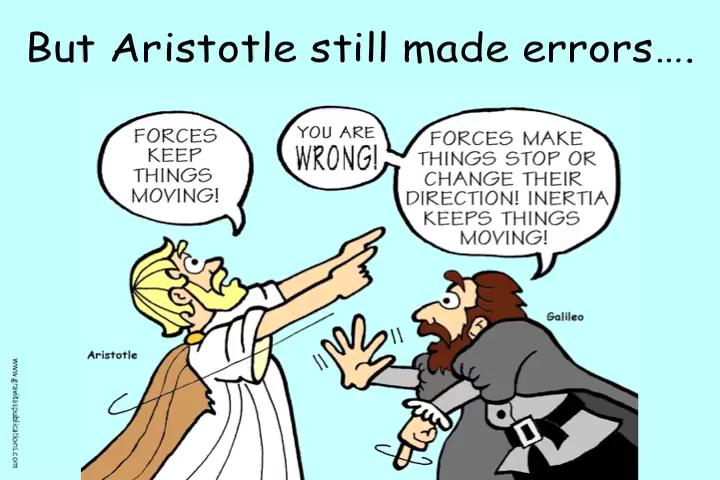 But Aristotle still made errors....
FORCES
KEEP
THINGS
MOVING!
YOU ARE
WRONG!
FORCES MAKE
THINGS STOP OR
CHANGE THEIR
DIRECTION! INERTIA
KEEPS THINGS
MOVING!
Galileo
Aristotle
www.gravitaspublications.com